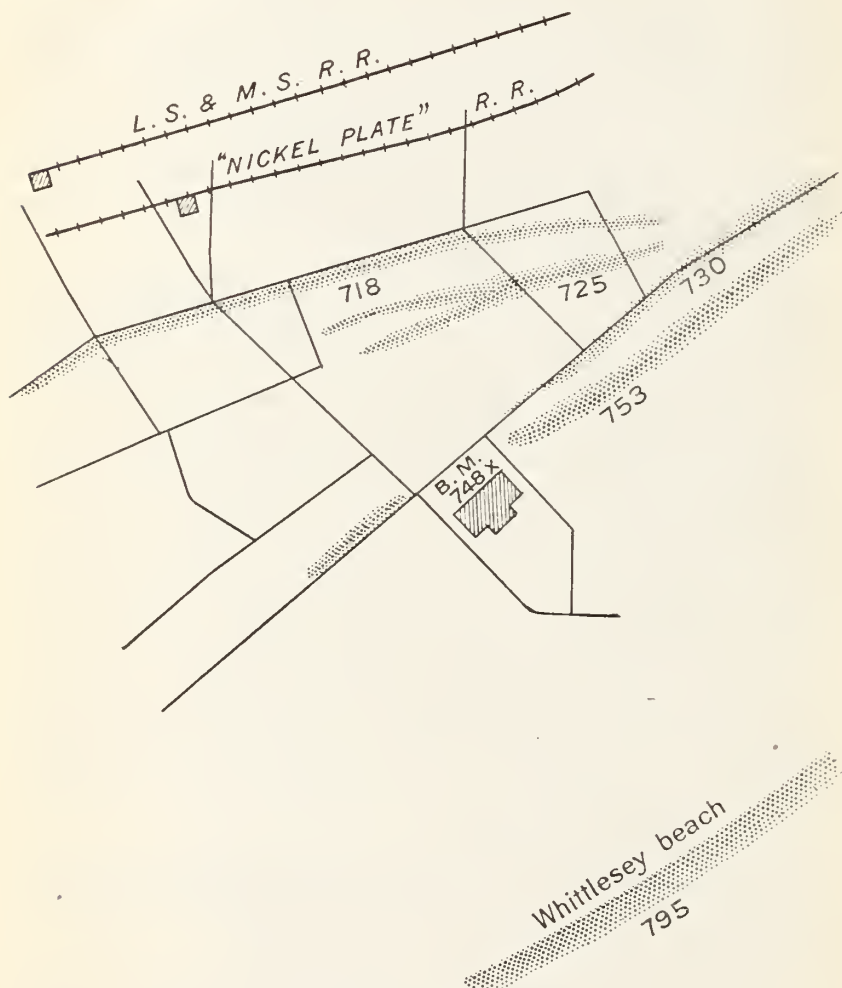 L. S. & M. S. R. R.
"NICKEL PLATE" R. R.
718
725
730
753
B. M.
748 x
Whittlesey beach
795